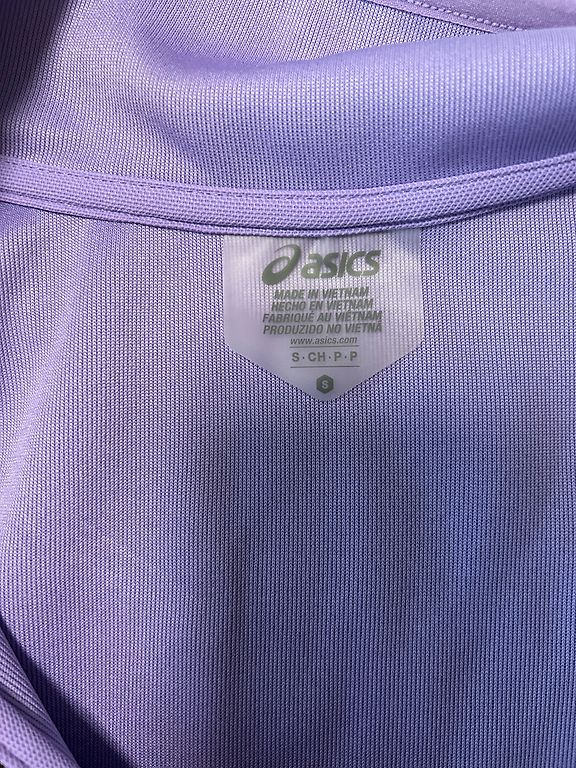 asics
MADE IN VIETNAM
HECHO EN VIETNAM
FABRIQUÉ AU VIETNAM
PRODUZIDO NO VIETNÃ
www.asics.com
S · CH · P · P
S